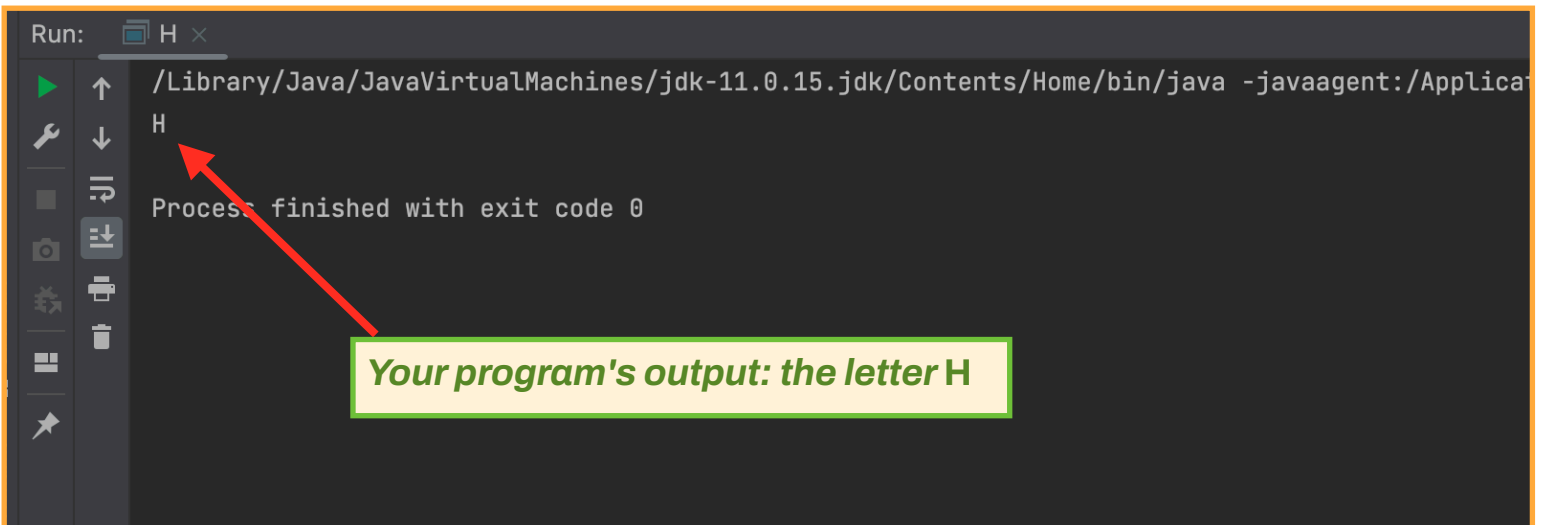 Run: H ×
/Library/Java/JavaVirtualMachines/jdk-11.0.15.jdk/Contents/Home/bin/java -javaagent:/Applicat
H
Process finished with exit code 0
Your program's output: the letter H